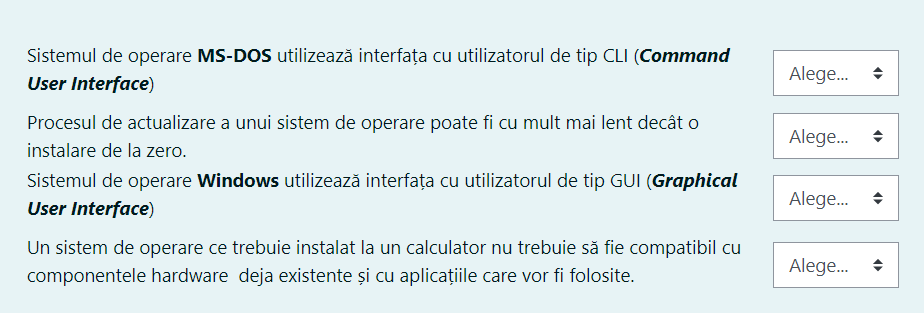 Sistemul de operare MS-DOS utilizează interfața cu utilizatorul de tip CLI (Command
User Interface)
Alege...
Procesul de actualizare a unui sistem de operare poate fi cu mult mai lent decât o
instalare de la zero.
Alege...
Sistemul de operare Windows utilizează interfața cu utilizatorul de tip GUI (Graphical
User Interface)
Alege...
Un sistem de operare ce trebuie instalat la un calculator nu trebuie să fie compatibil cu
componentele hardware deja existente și cu aplicațiile care vor fi folosite.
Alege...